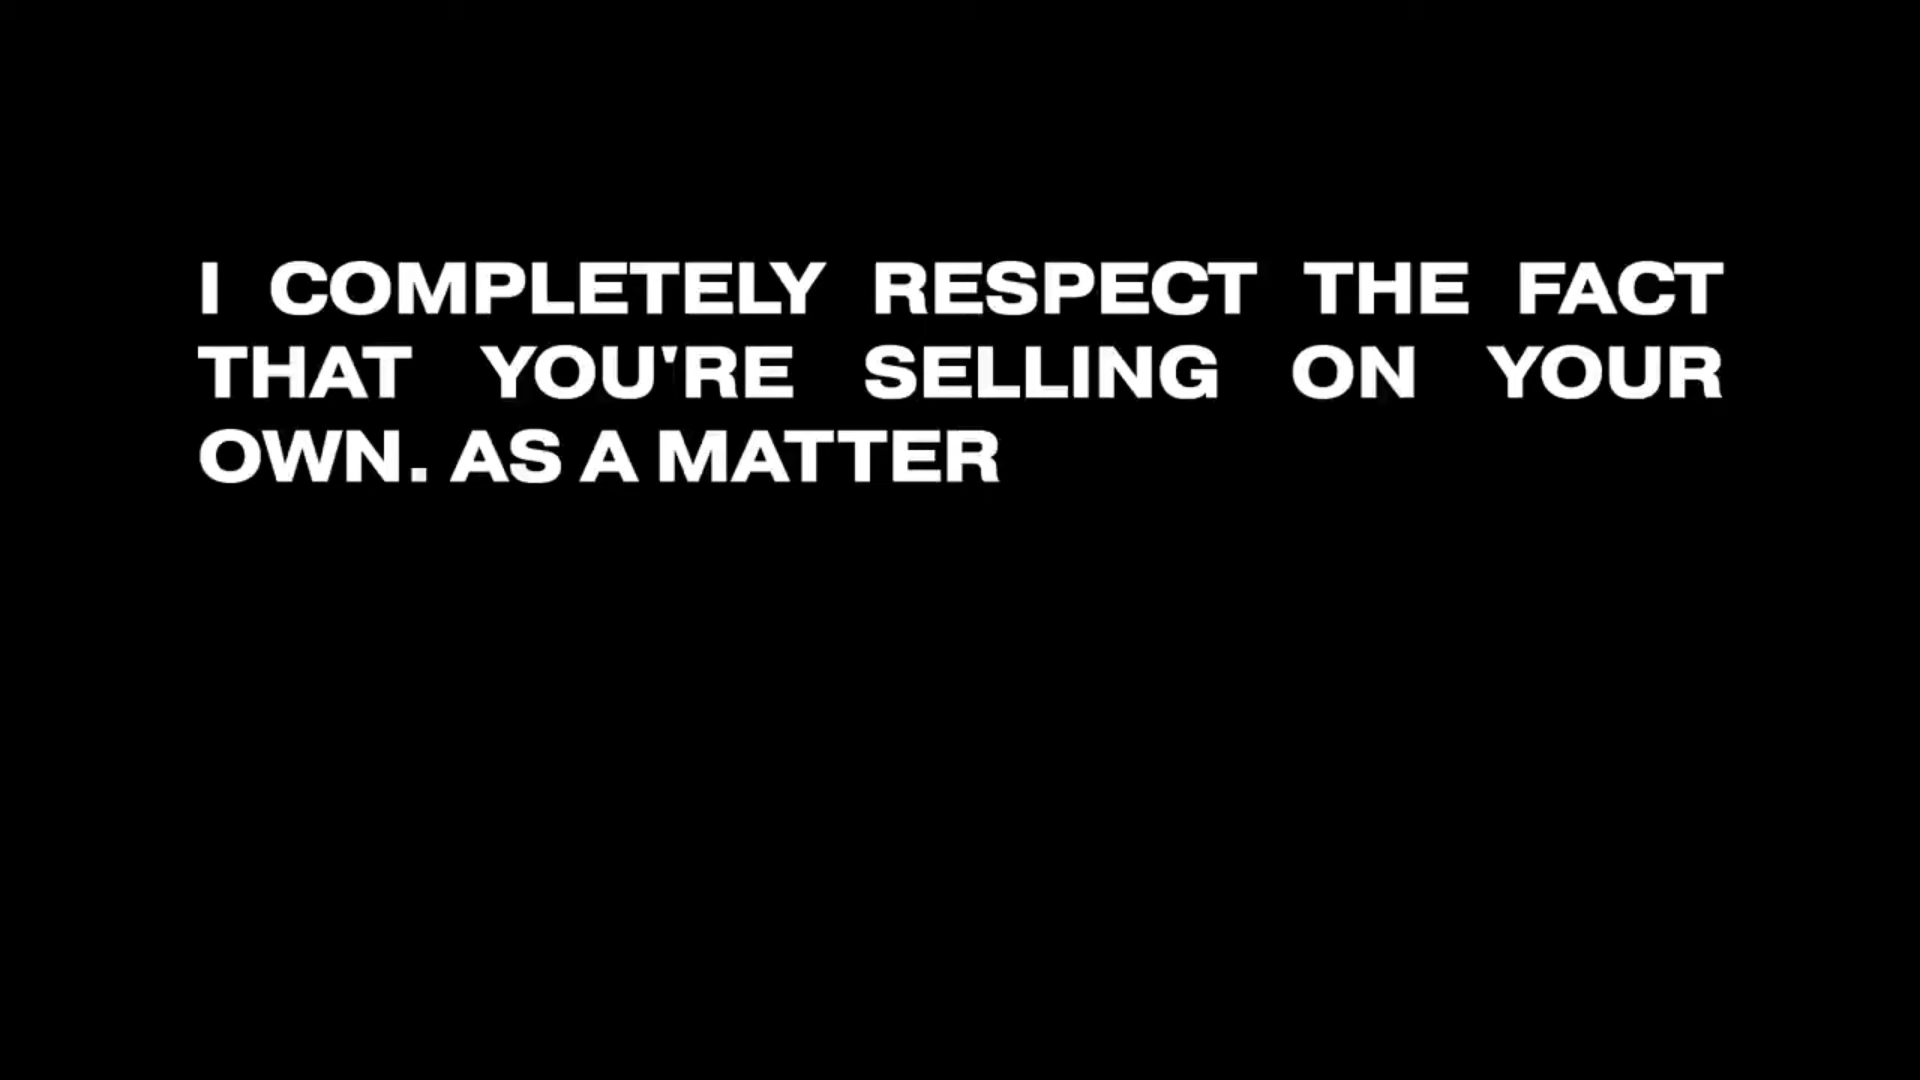 I COMPLETELY RESPECT THE FACT
THAT YOU'RE SELLING ON YOUR
OWN. AS A MATTER